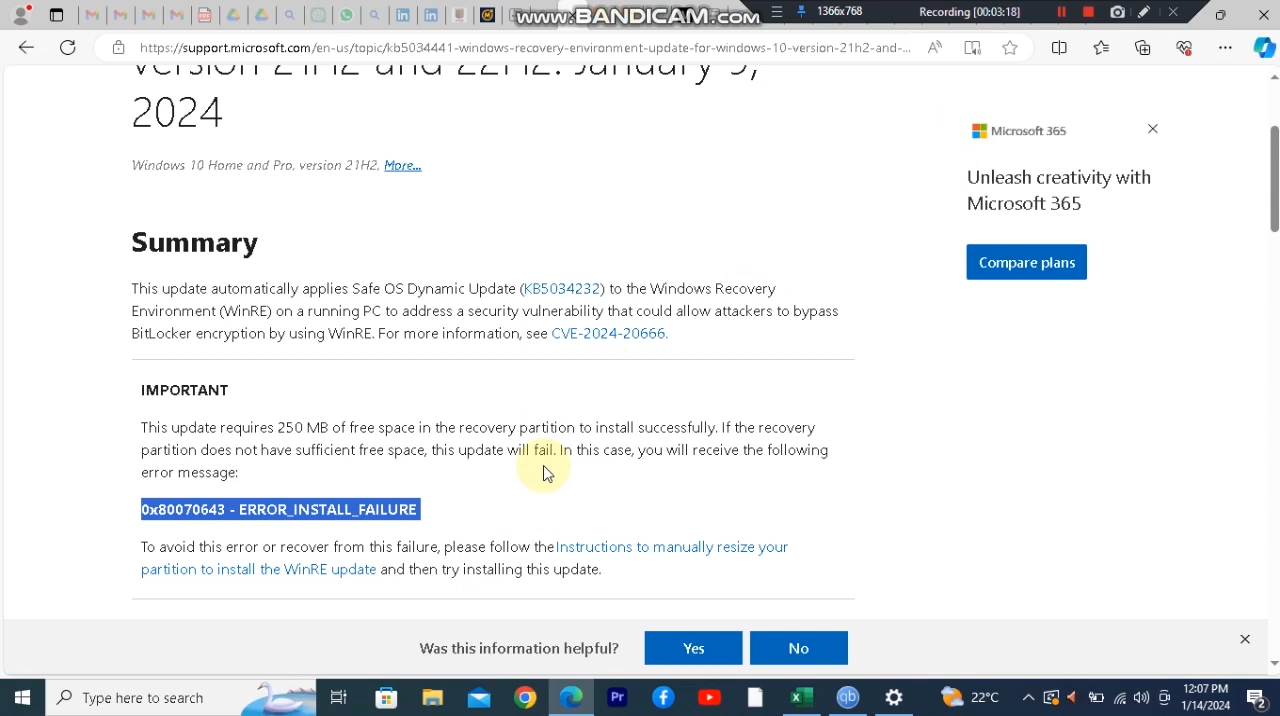 www.BANDICAM.com
1366x768
Recording [00:03:18]
https://support.microsoft.com/en-us/topic/kb5034441-windows-recovery-environment-update-for-windows-10-version-21h2-and-...
version 21H2 and 22H2: January 9,
2024
Windows 10 Home and Pro, version 21H2, More...
Microsoft 365
Unleash creativity with
Microsoft 365
Compare plans
Summary
This update automatically applies Safe OS Dynamic Update (KB5034232) to the Windows Recovery
Environment (WinRE) on a running PC to address a security vulnerability that could allow attackers to bypass
BitLocker encryption by using WinRE. For more information, see CVE-2024-20666.
IMPORTANT
This update requires 250 MB of free space in the recovery partition to install successfully. If the recovery
partition does not have sufficient free space, this update will fail. In this case, you will receive the following
error message:
0x80070643 - ERROR_INSTALL_FAILURE
To avoid this error or recover from this failure, please follow the Instructions to manually resize your
partition to install the WinRE update and then try installing this update.
Was this information helpful?
Yes
No
Type here to search
Pr
qb
22°C
12:07 PM
1/14/2024
2